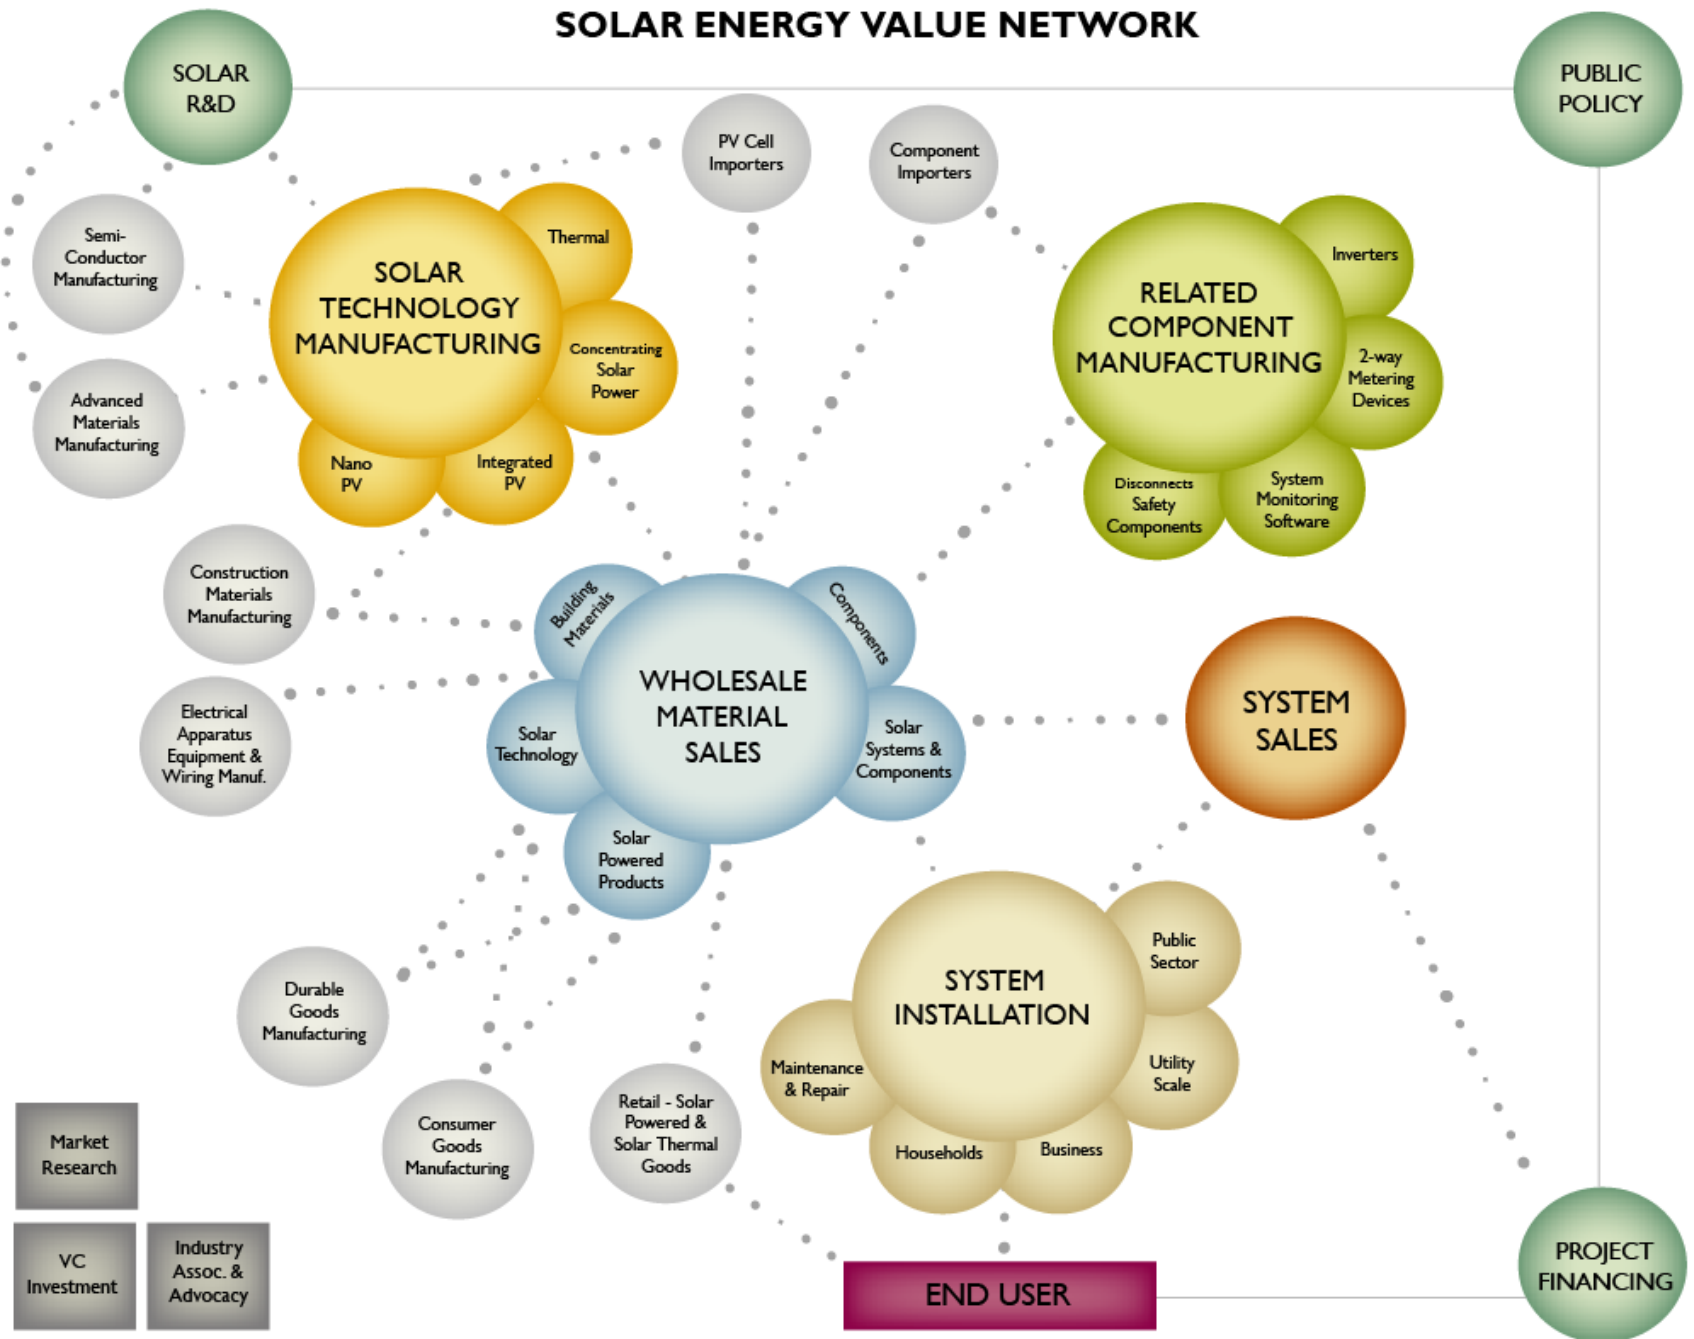 SOLAR ENERGY VALUE NETWORK
SOLAR
R&D
PUBLIC
POLICY
PV Cell
Importers
Component
Importers
Semi-
Conductor
Manufacturing
Advanced
Materials
Manufacturing
SOLAR
TECHNOLOGY
MANUFACTURING
Thermal
Concentrating
Solar
Power
Integrated
PV
Nano
PV
RELATED
COMPONENT
MANUFACTURING
Inverters
2-way
Metering
Devices
System
Monitoring
Software
Disconnects
Safety
Components
Construction
Materials
Manufacturing
Electrical
Apparatus
Equipment &
Wiring Manuf.
WHOLESALE
MATERIAL
SALES
Building
Materials
Components
Solar
Technology
Solar
Systems &
Components
Solar
Powered
Products
SYSTEM
SALES
SYSTEM
INSTALLATION
Public
Sector
Utility
Scale
Business
Households
Maintenance
& Repair
Durable
Goods
Manufacturing
Consumer
Goods
Manufacturing
Retail - Solar
Powered &
Solar Thermal
Goods
Market
Research
VC
Investment
Industry
Assoc. &
Advocacy
END USER
PROJECT
FINANCING